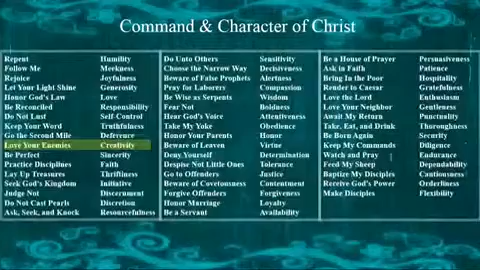 Command & Character of Christ
Repent Humility
Follow Me Meekness
Rejoice Joyfulness
Let Your Light Shine Generosity
Honor God's Law Love
Be Reconciled Responsibility
Do Not Lust Self-Control
Keep Your Word Truthfulness
Go the Second Mile Deference
Love Your Enemies Creativity
Be Perfect Sincerity
Practice Disciplines Faith
Lay Up Treasures Thriftiness
Seek God's Kingdom Initiative
Judge Not Discernment
Do Not Cast Pearls Discretion
Ask, Seek, and Knock Resourcefulness
Do Unto Others Sensitivity
Choose the Narrow Way Decisiveness
Beware of False Prophets Alertness
Pray for Laborers Compassion
Be Wise as Serpents Wisdom
Fear Not Boldness
Hear God's Voice Attentiveness
Take My Yoke Obedience
Honor Your Parents Honor
Beware of Leaven Virtue
Deny Yourself Determination
Despise Not Little Ones Tolerance
Go to Offenders Justice
Beware of Covetousness Contentment
Forgive Offenders Forgiveness
Honor Marriage Loyalty
Be a Servant Availability
Be a House of Prayer Persuasiveness
Ask in Faith Patience
Bring In the Poor Hospitality
Render to Caesar Gratefulness
Love the Lord Enthusiasm
Love Your Neighbor Gentleness
Await My Return Punctuality
Take, Eat, and Drink Thoroughness
Be Born Again Security
Keep My Commands Diligence
Watch and Pray Endurance
Feed My Sheep Dependability
Baptize My Disciples Cautiousness
Receive God's Power Orderliness
Make Disciples Flexibility